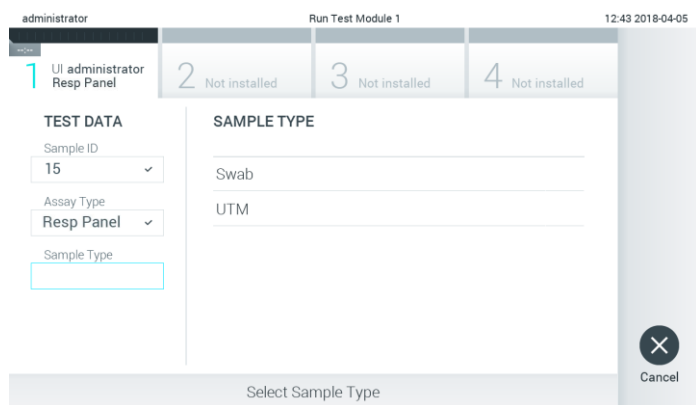 administrator
Run Test Module 1
12:43 2018-04-05
--:--
1 UI administrator
Resp Panel
2 Not installed
3 Not installed
4 Not installed
TEST DATA
Sample ID
15
Assay Type
Resp Panel
Sample Type
SAMPLE TYPE
Swab
UTM
Cancel
Select Sample Type